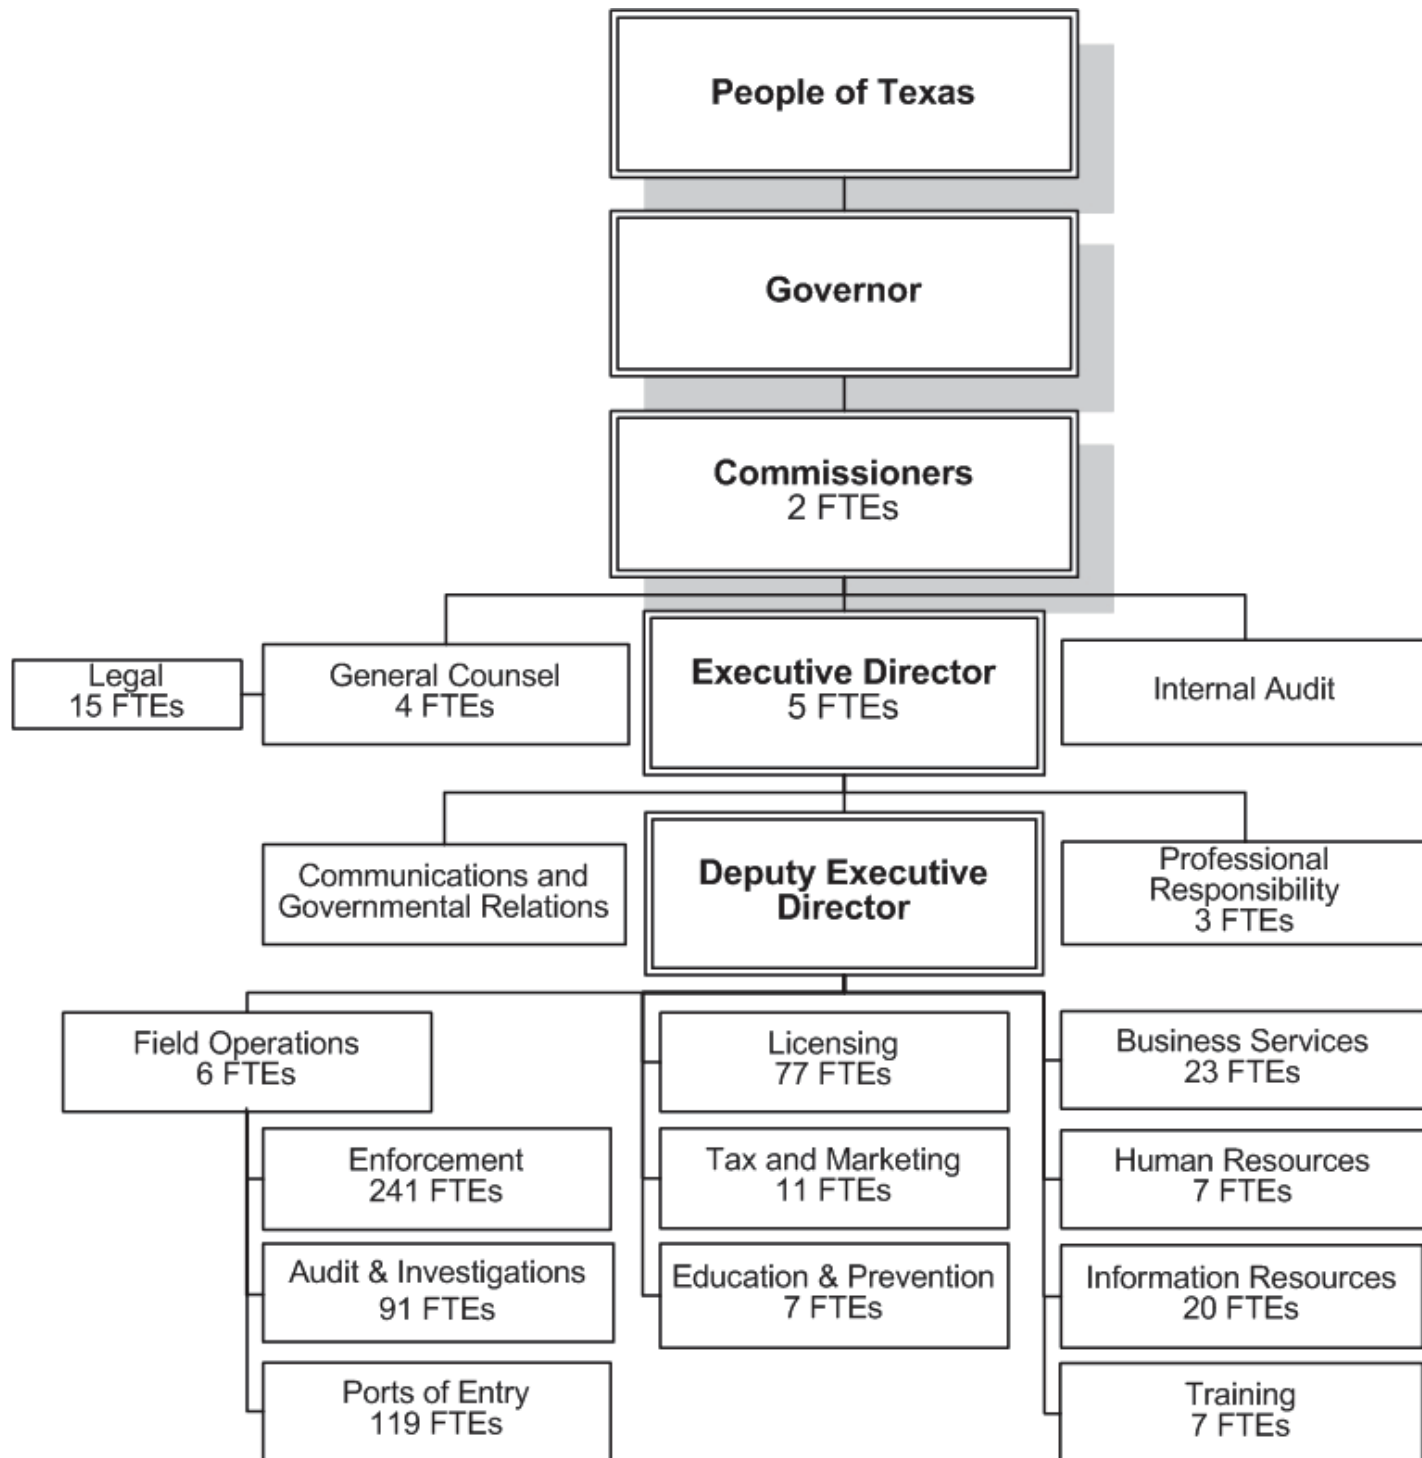 People of Texas
Governor
Commissioners
2 FTEs
Legal
15 FTEs
General Counsel
4 FTEs
Executive Director
5 FTEs
Internal Audit
Communications and
Governmental Relations
Deputy Executive
Director
Professional
Responsibility
3 FTEs
Field Operations
6 FTEs
Licensing
77 FTEs
Business Services
23 FTEs
Enforcement
241 FTEs
Tax and Marketing
11 FTEs
Human Resources
7 FTEs
Audit & Investigations
91 FTEs
Education & Prevention
7 FTEs
Information Resources
20 FTEs
Ports of Entry
119 FTEs
Training
7 FTEs